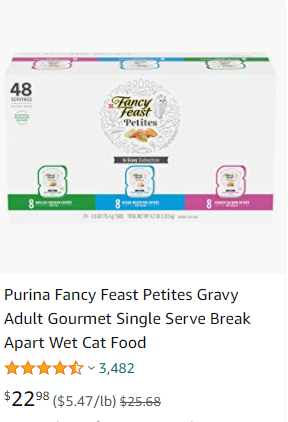 48
SERVINGS
Fancy
Feast
Petites
In Gravy Collection
8
8
8
Purina Fancy Feast Petites Gravy
Adult Gourmet Single Serve Break
Apart Wet Cat Food
3,482
$22.98 ($5.47/lb) $25.68